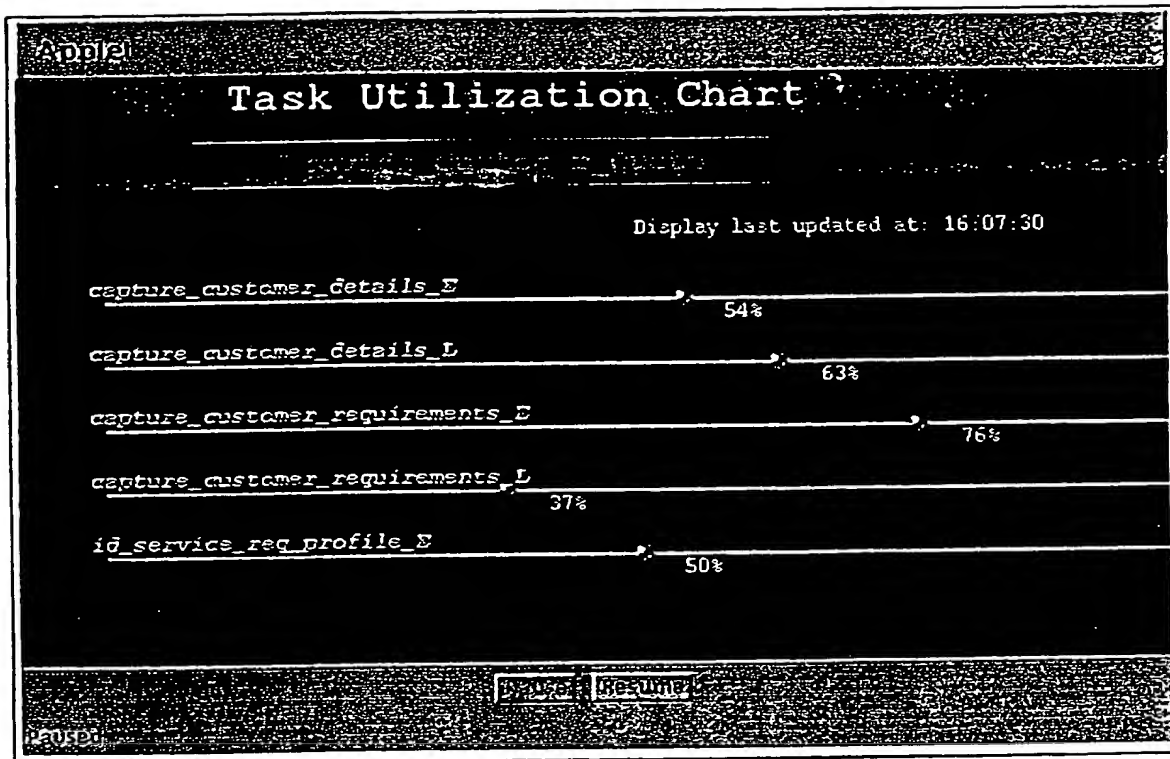 Applet
Task Utilization Chart
Display last updated at: 16:07:30
capture_customer_details_E
54%
capture_customer_details_L
63%
capture_customer_requirements_E
76%
capture_customer_requirements_L
37%
id_service_req_profile_E
50%
Pause Resume
Paused